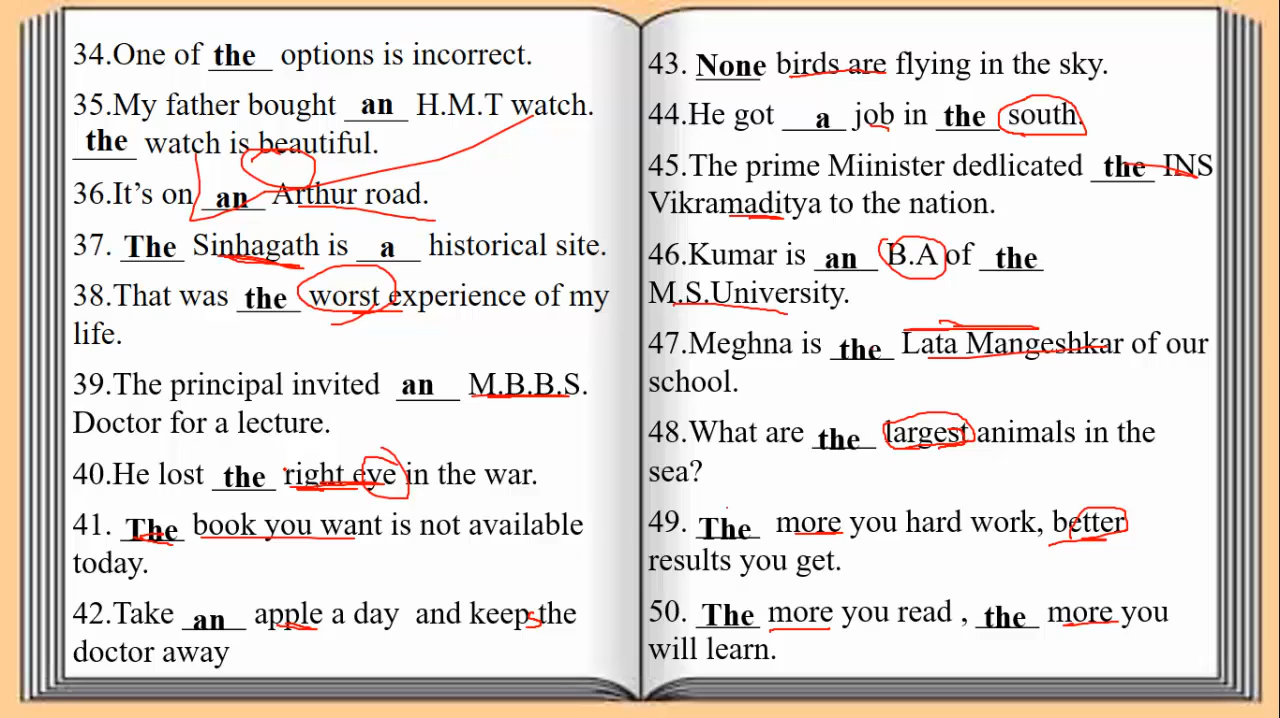 34.One of the options is incorrect.
35.My father bought an H.M.T watch.
the watch is beautiful.
36.It’s on an Arthur road.
37. The Sinhagath is a historical site.
38.That was the worst experience of my
life.
39.The principal invited an M.B.B.S.
Doctor for a lecture.
40.He lost the right eye in the war.
41. The book you want is not available
today.
42.Take an apple a day and keeps the
doctor away
43. None birds are flying in the sky.
44.He got a job in the south.
45.The prime Miinister dedlicated the INS
Vikramaditya to the nation.
46.Kumar is an B.A of the
M.S.University.
47.Meghna is the Lata Mangeshkar of our
school.
48.What are the largest animals in the
sea?
49. The more you hard work, better
results you get.
50. The more you read , the more you
will learn.